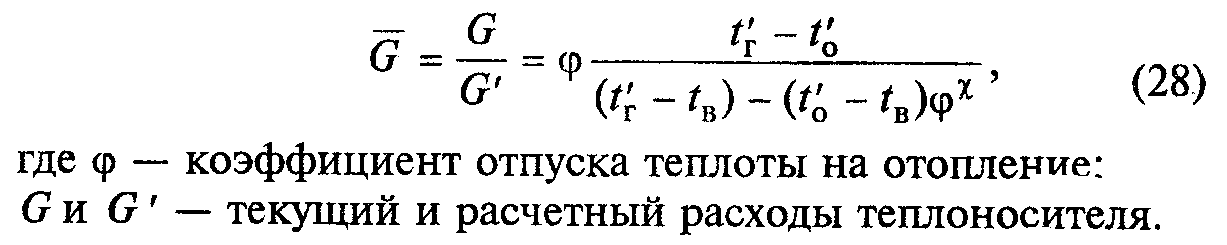 G̅ = G/G' = φ (t'г − t'о)/((t'г − tв) − (t'о − tв)φ^χ), (28)
где φ — коэффициент отпуска теплоты на отопление:
G и G' — текущий и расчетный расходы теплоносителя.